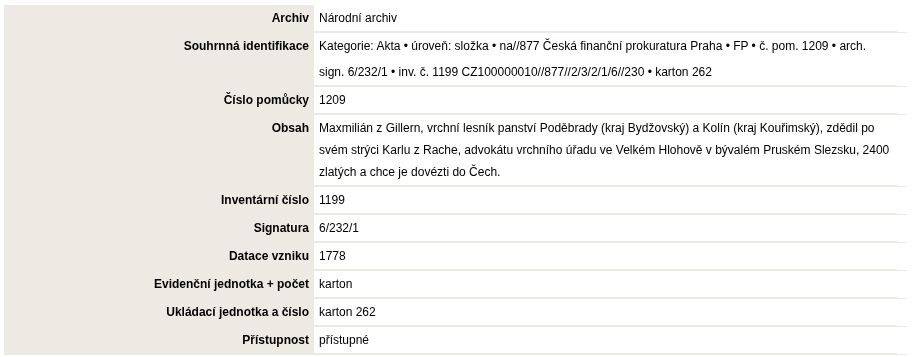 Archiv Národní archiv
Souhrnná identifikace Kategorie: Akta • úroveň: složka • na//877 Česká finanční prokuratura Praha • FP • č. pom. 1209 • arch.
sign. 6/232/1 • inv. č. 1199 CZ100000010//877//2/3/2/1/6//230 • karton 262
Číslo pomůcky 1209
Obsah Maxmilián z Gillern, vrchní lesník panství Poděbrady (kraj Bydžovský) a Kolín (kraj Kouřimský), zdědil po
svém strýci Karlu z Rache, advokátu vrchního úřadu ve Velkém Hlohově v bývalém Pruském Slezsku, 2400
zlatých a chce je dovézti do Čech.
Inventární číslo 1199
Signatura 6/232/1
Datace vzniku 1778
Evidenční jednotka + počet karton
Ukládací jednotka a číslo karton 262
Přístupnost přístupné